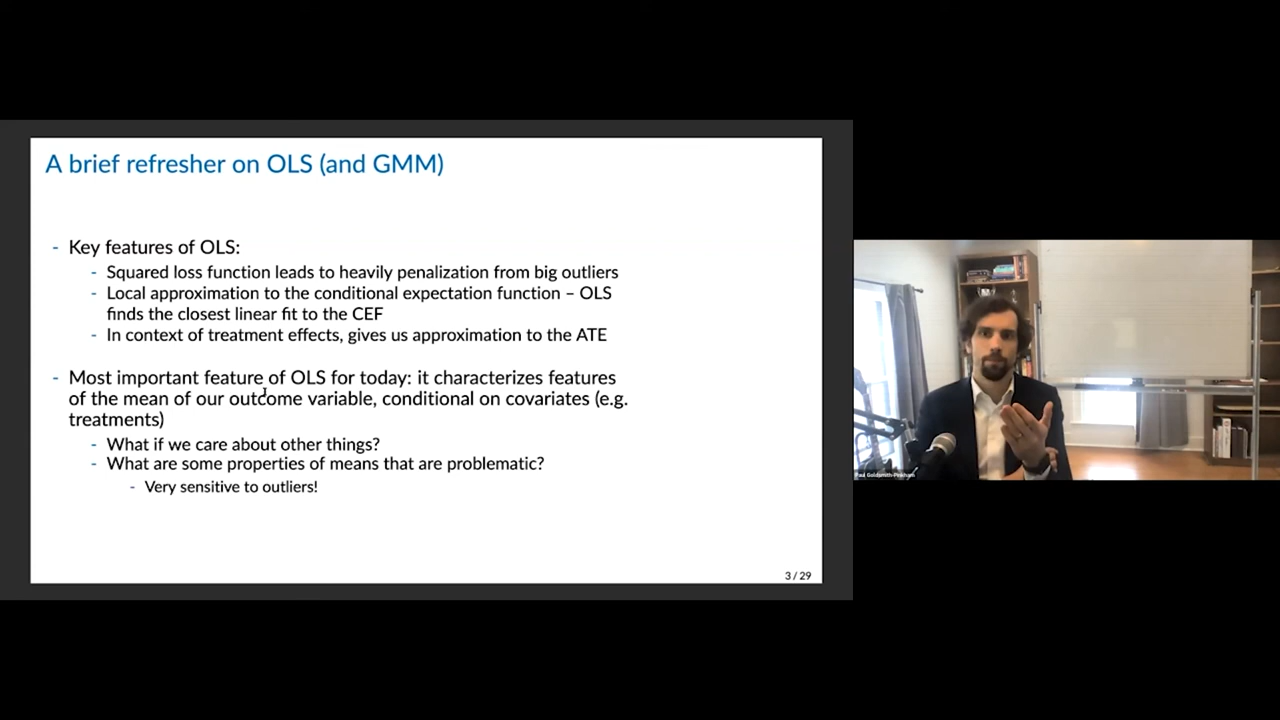 A brief refresher on OLS (and GMM)
- Key features of OLS:
- Squared loss function leads to heavily penalization from big outliers
- Local approximation to the conditional expectation function – OLS
finds the closest linear fit to the CEF
- In context of treatment effects, gives us approximation to the ATE
- Most important feature of OLS for today: it characterizes features
of the mean of our outcome variable, conditional on covariates (e.g.
treatments)
- What if we care about other things?
- What are some properties of means that are problematic?
- Very sensitive to outliers!
3 / 29
Paul Goldsmith-Pinkham